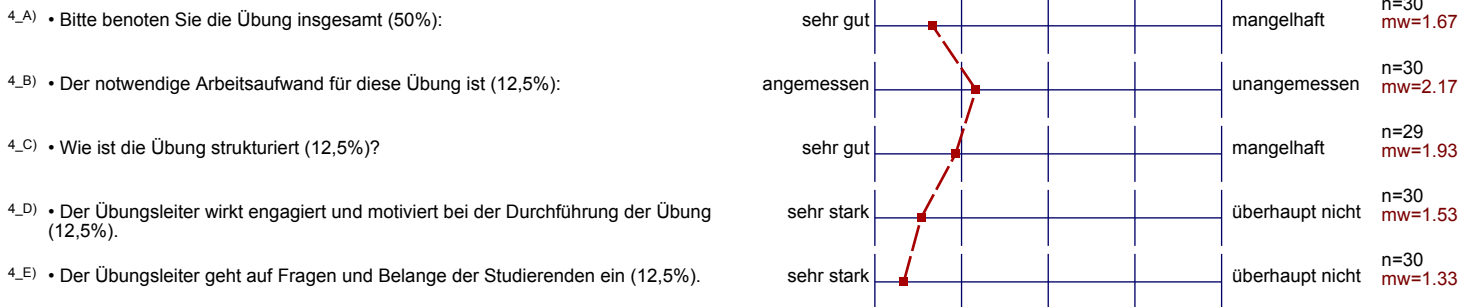 4_A) • Bitte benoten Sie die Übung insgesamt (50%): sehr gut mangelhaft n=30 mw=1.67
4_B) • Der notwendige Arbeitsaufwand für diese Übung ist (12,5%): angemessen unangemessen n=30 mw=2.17
4_C) • Wie ist die Übung strukturiert (12,5%)? sehr gut mangelhaft n=29 mw=1.93
4_D) • Der Übungsleiter wirkt engagiert und motiviert bei der Durchführung der Übung (12,5%). sehr stark überhaupt nicht n=30 mw=1.53
4_E) • Der Übungsleiter geht auf Fragen und Belange der Studierenden ein (12,5%). sehr stark überhaupt nicht n=30 mw=1.33